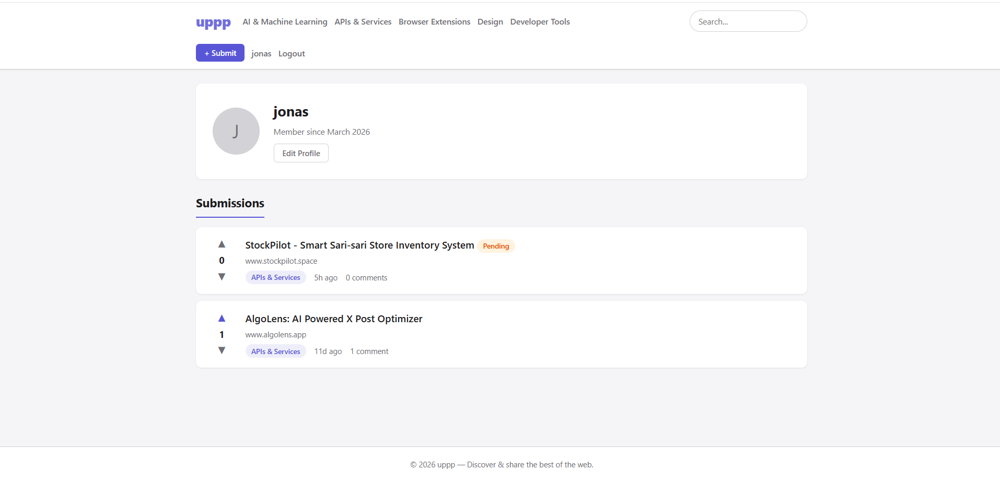 uppp AI & Machine Learning APIs & Services Browser Extensions Design Developer Tools Search...
+ Submit jonas Logout
J
jonas
Member since March 2026
Edit Profile
Submissions
StockPilot - Smart Sari-sari Store Inventory System Pending
0
www.stockpilot.space
APIs & Services 5h ago 0 comments
AlgoLens: AI Powered X Post Optimizer
1
www.algolens.app
APIs & Services 11d ago 1 comment
© 2026 uppp — Discover & share the best of the web.